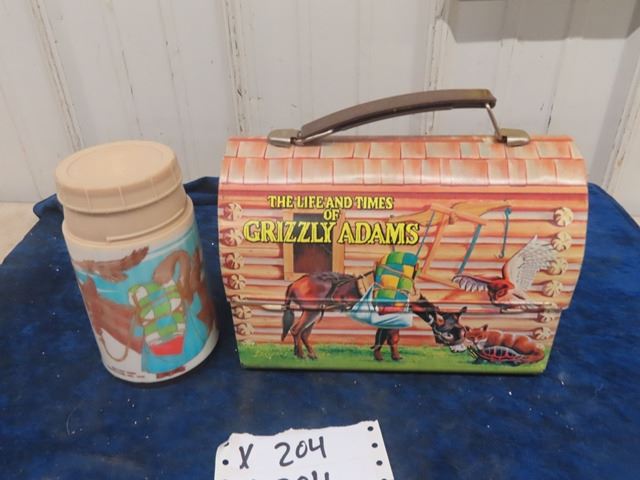 THE LIFE AND TIMES
OF
GRIZZLY ADAMS
X 204